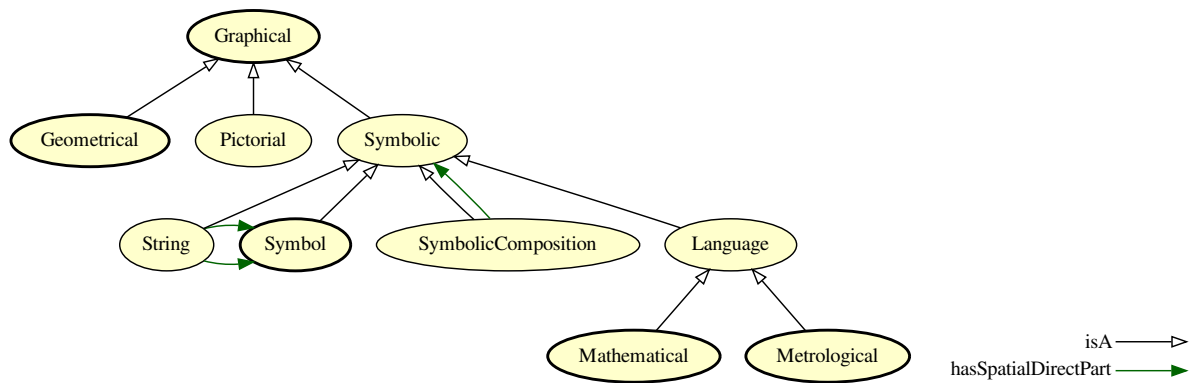 Graphical
Geometrical
Pictorial
Symbolic
String
Symbol
SymbolicComposition
Language
Mathematical
Metrological
isA
hasSpatialDirectPart